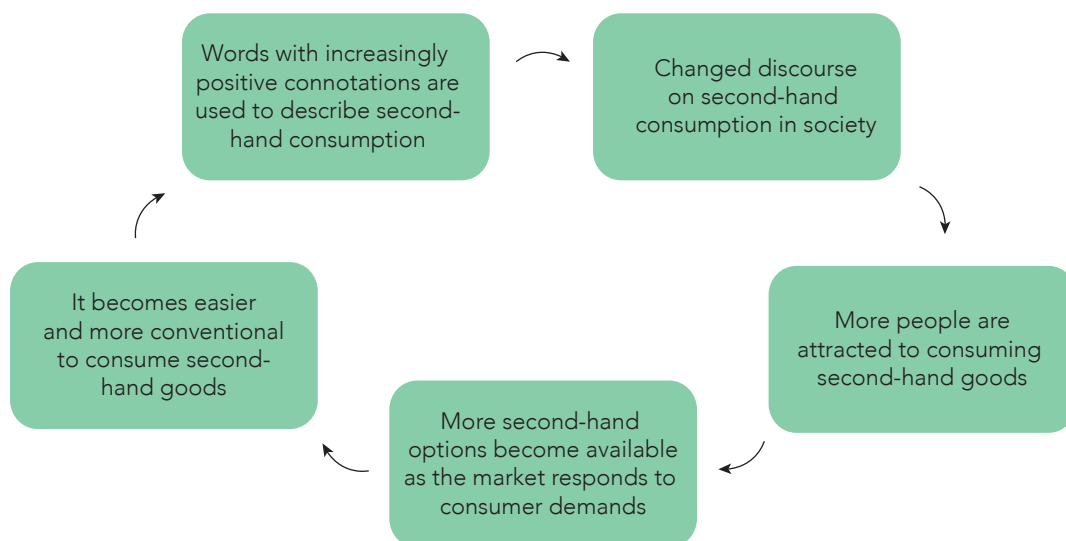 Words with increasingly
positive connotations are
used to describe second-
hand consumption
Changed discourse
on second-hand
consumption in society
More people are
attracted to consuming
second-hand goods
More second-hand
options become available
as the market responds to
consumer demands
It becomes easier
and more conventional
to consume second-
hand goods